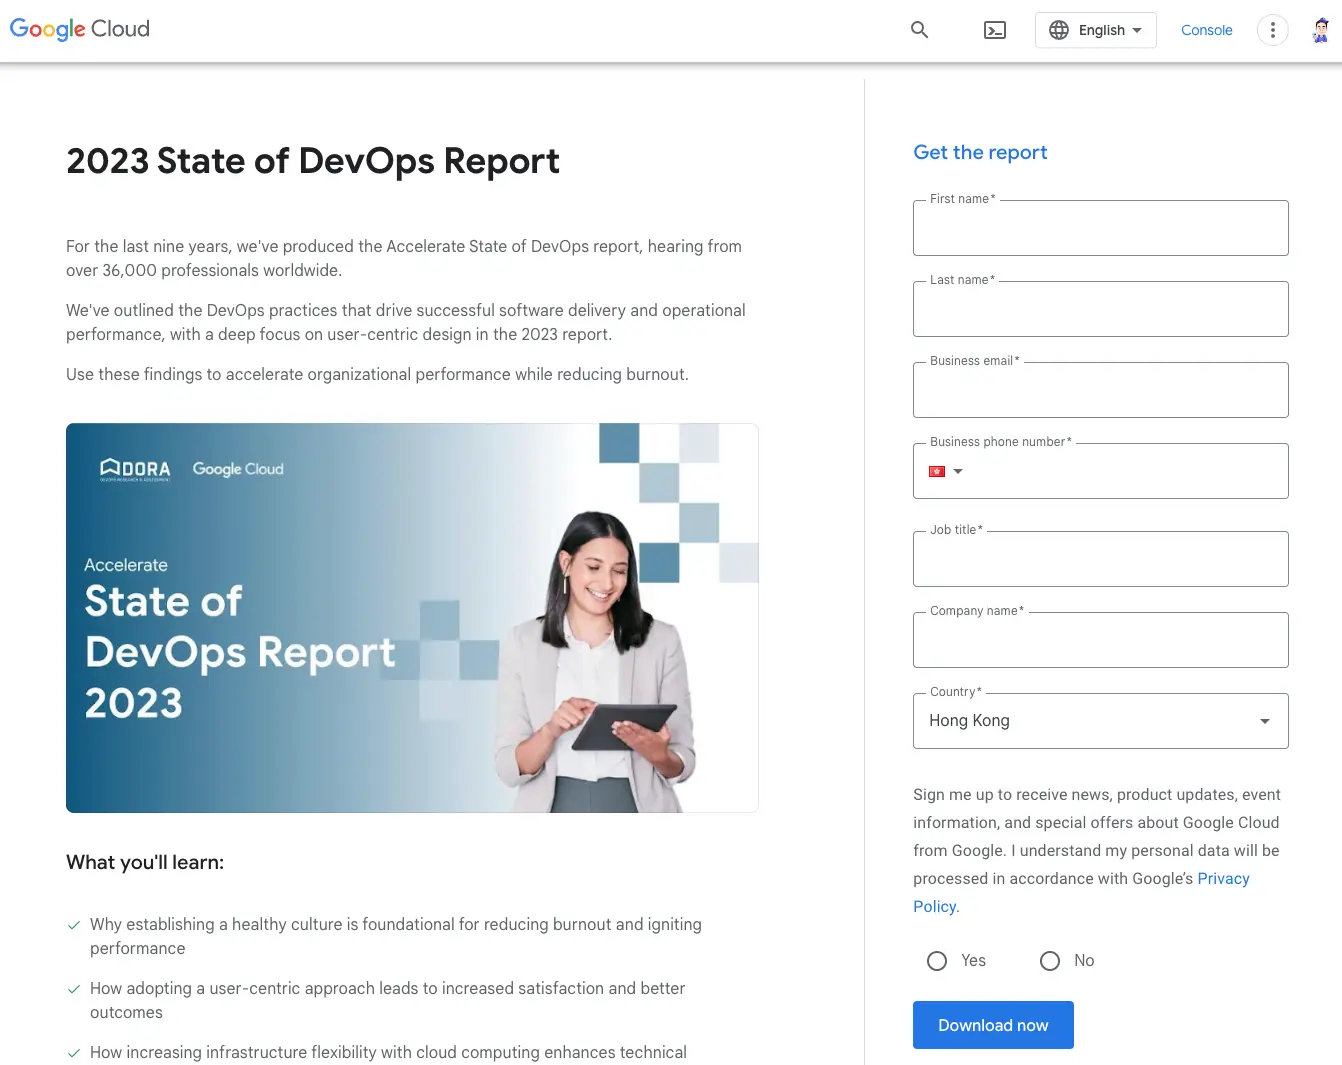 Google Cloud
English
Console
2023 State of DevOps Report
For the last nine years, we've produced the Accelerate State of DevOps report, hearing from
over 36,000 professionals worldwide.
We've outlined the DevOps practices that drive successful software delivery and operational
performance, with a deep focus on user-centric design in the 2023 report.
Use these findings to accelerate organizational performance while reducing burnout.
DORA
Google Cloud
Accelerate
State of
DevOps Report
2023
What you'll learn:
Why establishing a healthy culture is foundational for reducing burnout and igniting
performance
How adopting a user-centric approach leads to increased satisfaction and better
outcomes
How increasing infrastructure flexibility with cloud computing enhances technical
Get the report
First name*
Last name*
Business email*
Business phone number*
Job title*
Company name*
Country*
Hong Kong
Sign me up to receive news, product updates, event
information, and special offers about Google Cloud
from Google. I understand my personal data will be
processed in accordance with Google’s Privacy
Policy.
Yes
No
Download now